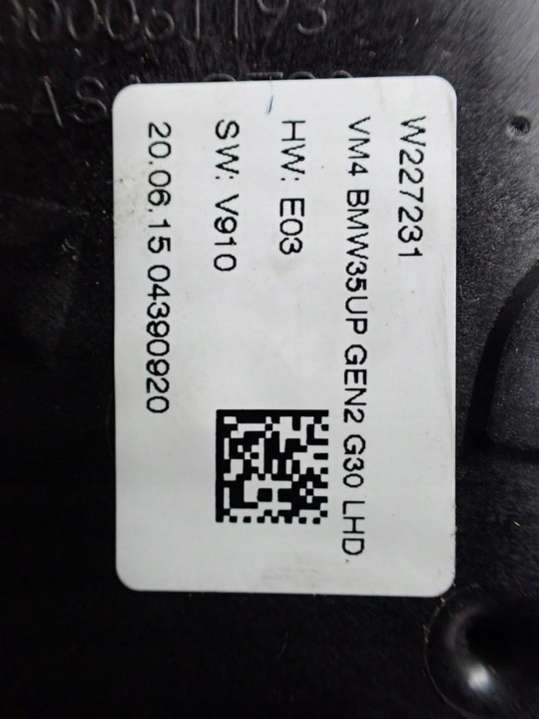 W227231
VM4 BMW35UP GEN2 G30 LHD
HW: E03
SW: V910
20.06.15 04390920